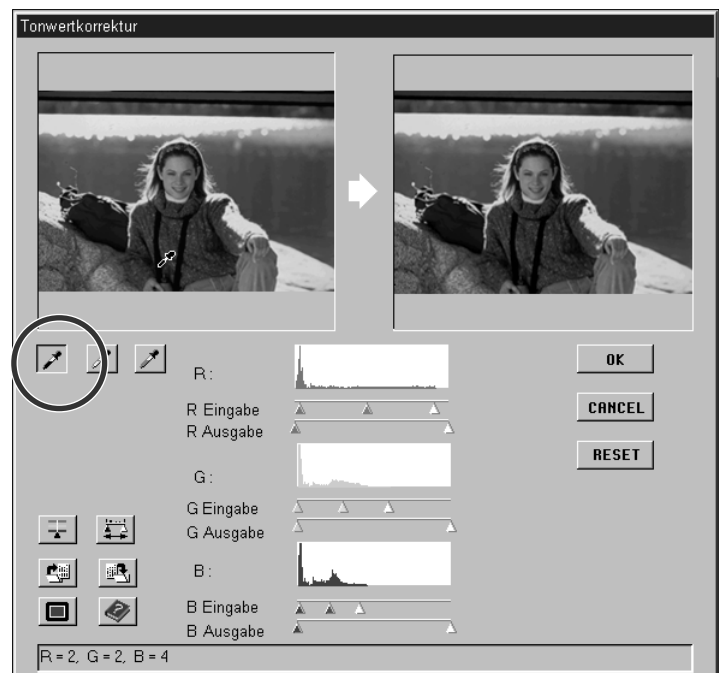 Tonwertkorrektur
R:
OK
R Eingabe
CANCEL
R Ausgabe
RESET
G:
G Eingabe
G Ausgabe
B:
B Eingabe
B Ausgabe
R = 2, G = 2, B = 4